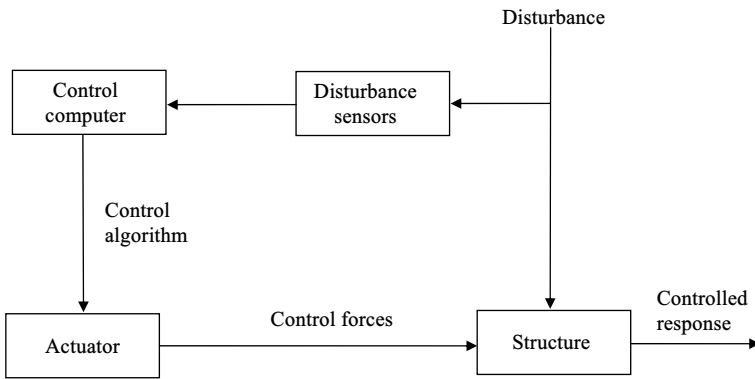 Disturbance
Control
computer
Disturbance
sensors
Control
algorithm
Controlled
response
Control forces
Actuator
Structure